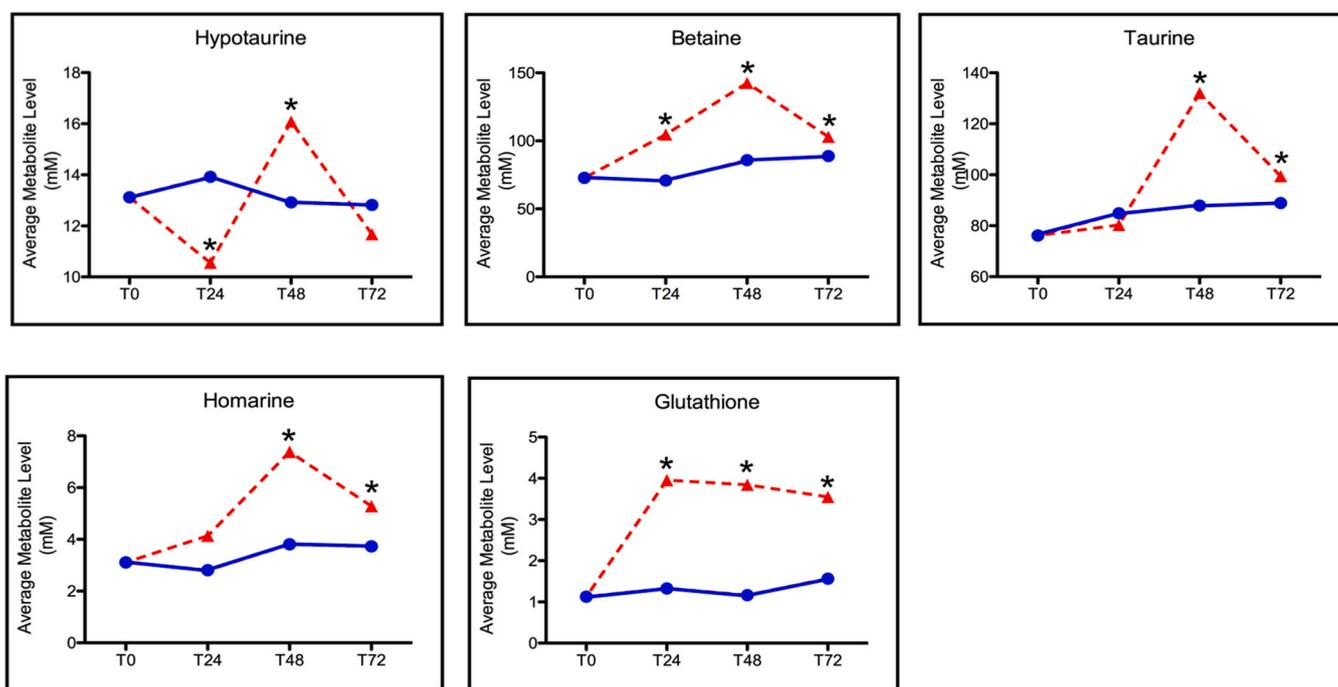 Hypotaurine
Average Metabolite Level
(mM)
18
16
14
12
10
T0 T24 T48 T72
*
*
Betaine
Average Metabolite Level
(mM)
150
100
50
0
T0 T24 T48 T72
*
*
*
Taurine
Average Metabolite Level
(mM)
140
120
100
80
60
T0 T24 T48 T72
*
*
Homarine
Average Metabolite Level
(mM)
8
6
4
2
0
T0 T24 T48 T72
*
*
Glutathione
Average Metabolite Level
(mM)
5
4
3
2
1
0
T0 T24 T48 T72
*
*
*